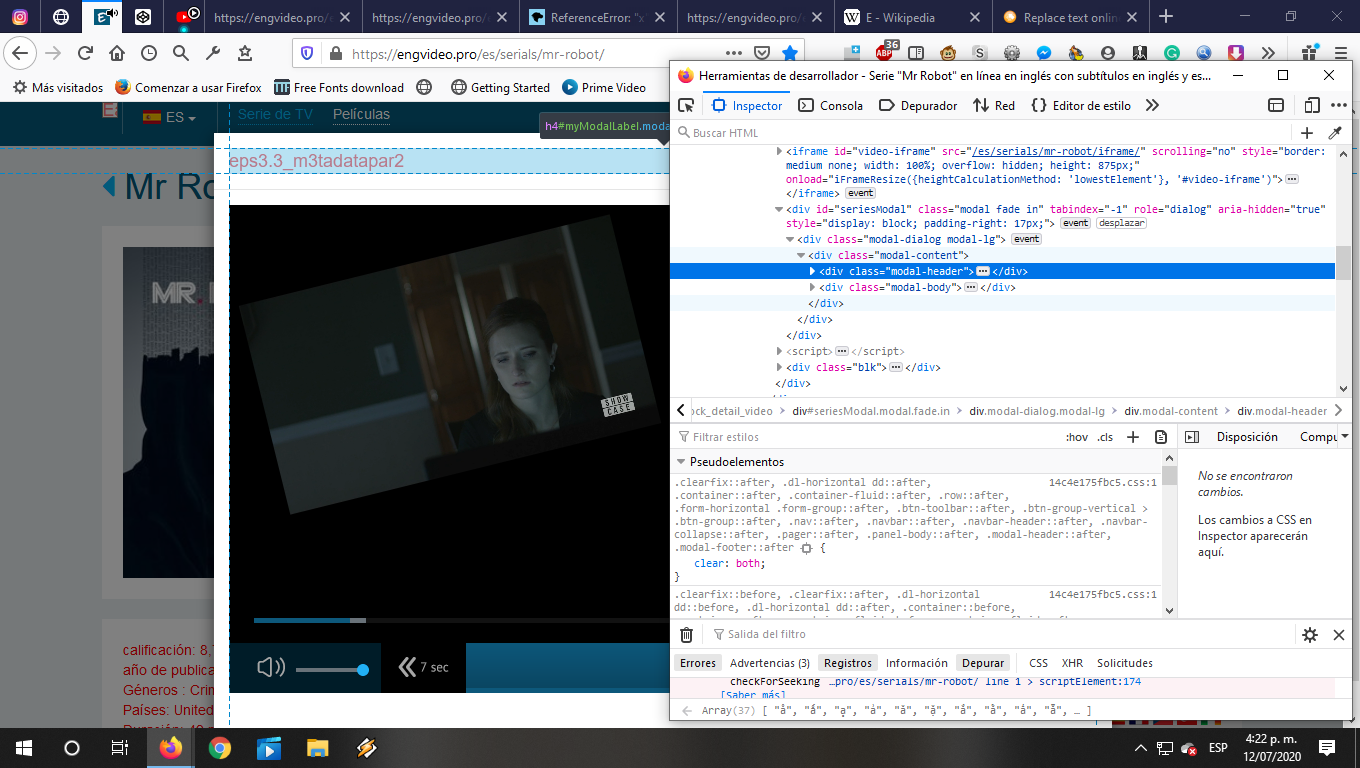 https://engvideo.pro/e
https://engvideo.pro/e
ReferenceError: "x
https://engvideo.pro/e
E - Wikipedia
Replace text onlin
https://engvideo.pro/es/serials/mr-robot/
36
Más visitados
Comenzar a usar Firefox
Free Fonts download
Getting Started
Prime Video
ES
Serie de TV
Películas
h4#myModalLabel.moda
eps3.3_m3tadatapar2
Mr Ro
MR.
SHOW
CASE
7 sec
calificación: 8.
año de publica
Géneros : Crim
Países: United
Herramientas de desarrollador - Serie "Mr Robot" en línea en inglés con subtítulos en inglés y es...
Inspector
Consola
Depurador
Red
Editor de estilo
Buscar HTML
<iframe id="video-iframe" src="/es/serials/mr-robot/iframe/" scrolling="no" style="border:
medium none; width: 100%; overflow: hidden; height: 875px;"
onload="iFrameResize({heightCalculationMethod: 'lowestElement'}, '#video-iframe')">
</iframe> event
<div id="seriesModal" class="modal fade in" tabindex="-1" role="dialog" aria-hidden="true"
style="display: block; padding-right: 17px;"> event desplazar
<div class="modal-dialog modal-lg"> event
<div class="modal-content">
<div class="modal-header"> </div>
<div class="modal-body"> </div>
</div>
</div>
</div>
<script> </script>
<div class="blk"> </div>
</div>
ock_detail_video
div#seriesModal.modal.fade.in
div.modal-dialog.modal-lg
div.modal-content
div.modal-header
Filtrar estilos
:hov .cls
Disposición
Compu
Pseudoelementos
.clearfix::after, .dl-horizontal dd::after, 14c4e175fbc5.css:1
.container::after, .container-fluid::after, .row::after,
.form-horizontal .form-group::after, .btn-toolbar::after, .btn-group-vertical >
.btn-group::after, .nav::after, .navbar::after, .navbar-header::after, .navbar-
collapse::after, .pager::after, .panel-body::after, .modal-header::after,
.modal-footer::after {
clear: both;
}
.clearfix::before, .clearfix::after, .dl-horizontal 14c4e175fbc5.css:1
dd::before, .dl-horizontal dd::after, .container::before,
No se encontraron
cambios.
Los cambios a CSS en
Inspector aparecerán
aquí.
Salida del filtro
Errores
Advertencias (3)
Registros
Información
Depurar
CSS
XHR
Solicitudes
checkForSeeking …pro/es/serials/mr-robot/ line 1 > scriptElement:174
[Saber más]
ESP
4:22 p. m.
12/07/2020